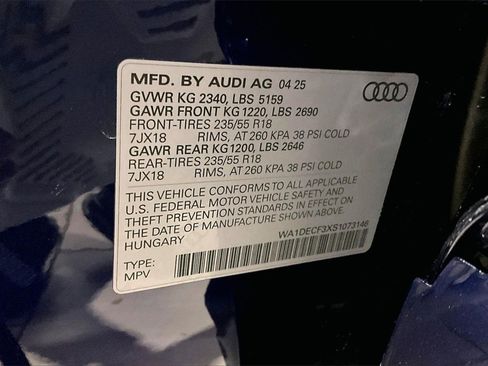 MFD. BY AUDI AG 04 25
GVWR KG 2340, LBS 5159
GAWR FRONT KG 1220, LBS 2690
FRONT-TIRES 235/55 R18
7JX18 RIMS, AT 260 KPA 38 PSI COLD
GAWR REAR KG1200, LBS 2646
REAR-TIRES 235/55 R18
7JX18 RIMS, AT 260 KPA 38 PSI COLD
THIS VEHICLE CONFORMS TO ALL APPLICABLE
U.S. FEDERAL MOTOR VEHICLE SAFETY AND
THEFT PREVENTION STANDARDS IN EFFECT ON
THE DATE OF MANUFACTURE SHOWN ABOVE.
HUNGARY
WA1DECF3XS1073146
TYPE:
MPV